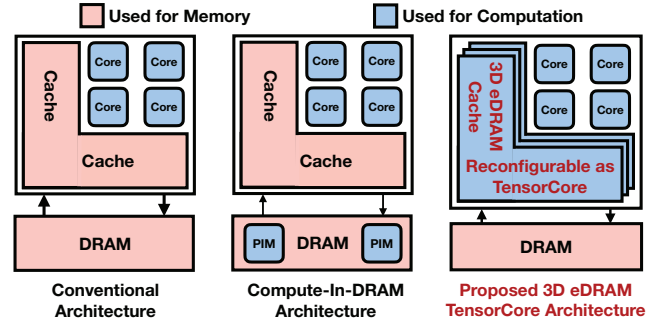 Used for Memory
Used for Computation
Cache
Core
Core
Core
Core
Cache
DRAM
Conventional
Architecture
Cache
Core
Core
Core
Core
Cache
PIM
DRAM
PIM
Compute-In-DRAM
Architecture
3D eDRAM
Cache
Core
Core
Core
Core
Reconfigurable as
TensorCore
DRAM
Proposed 3D eDRAM
TensorCore Architecture